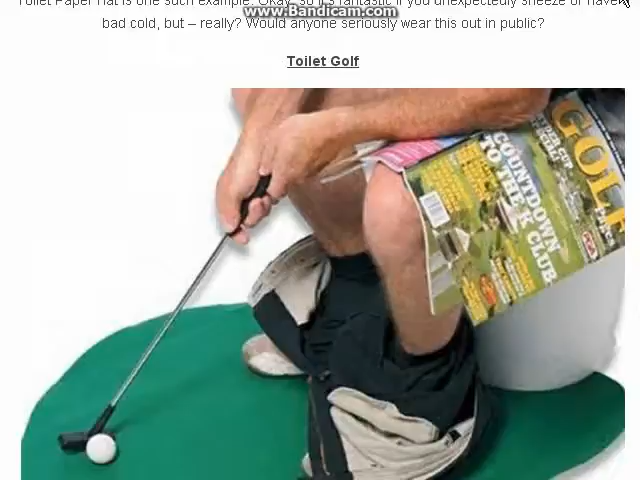 Toilet Paper Hat is one such example. Okay, so it's fantastic if you unexpectedly sneeze or have
www.Bandicam.com
bad cold, but – really? Would anyone seriously wear this out in public?
Toilet Golf
GOLF
COUNTDOWN
TO THE K CLUB